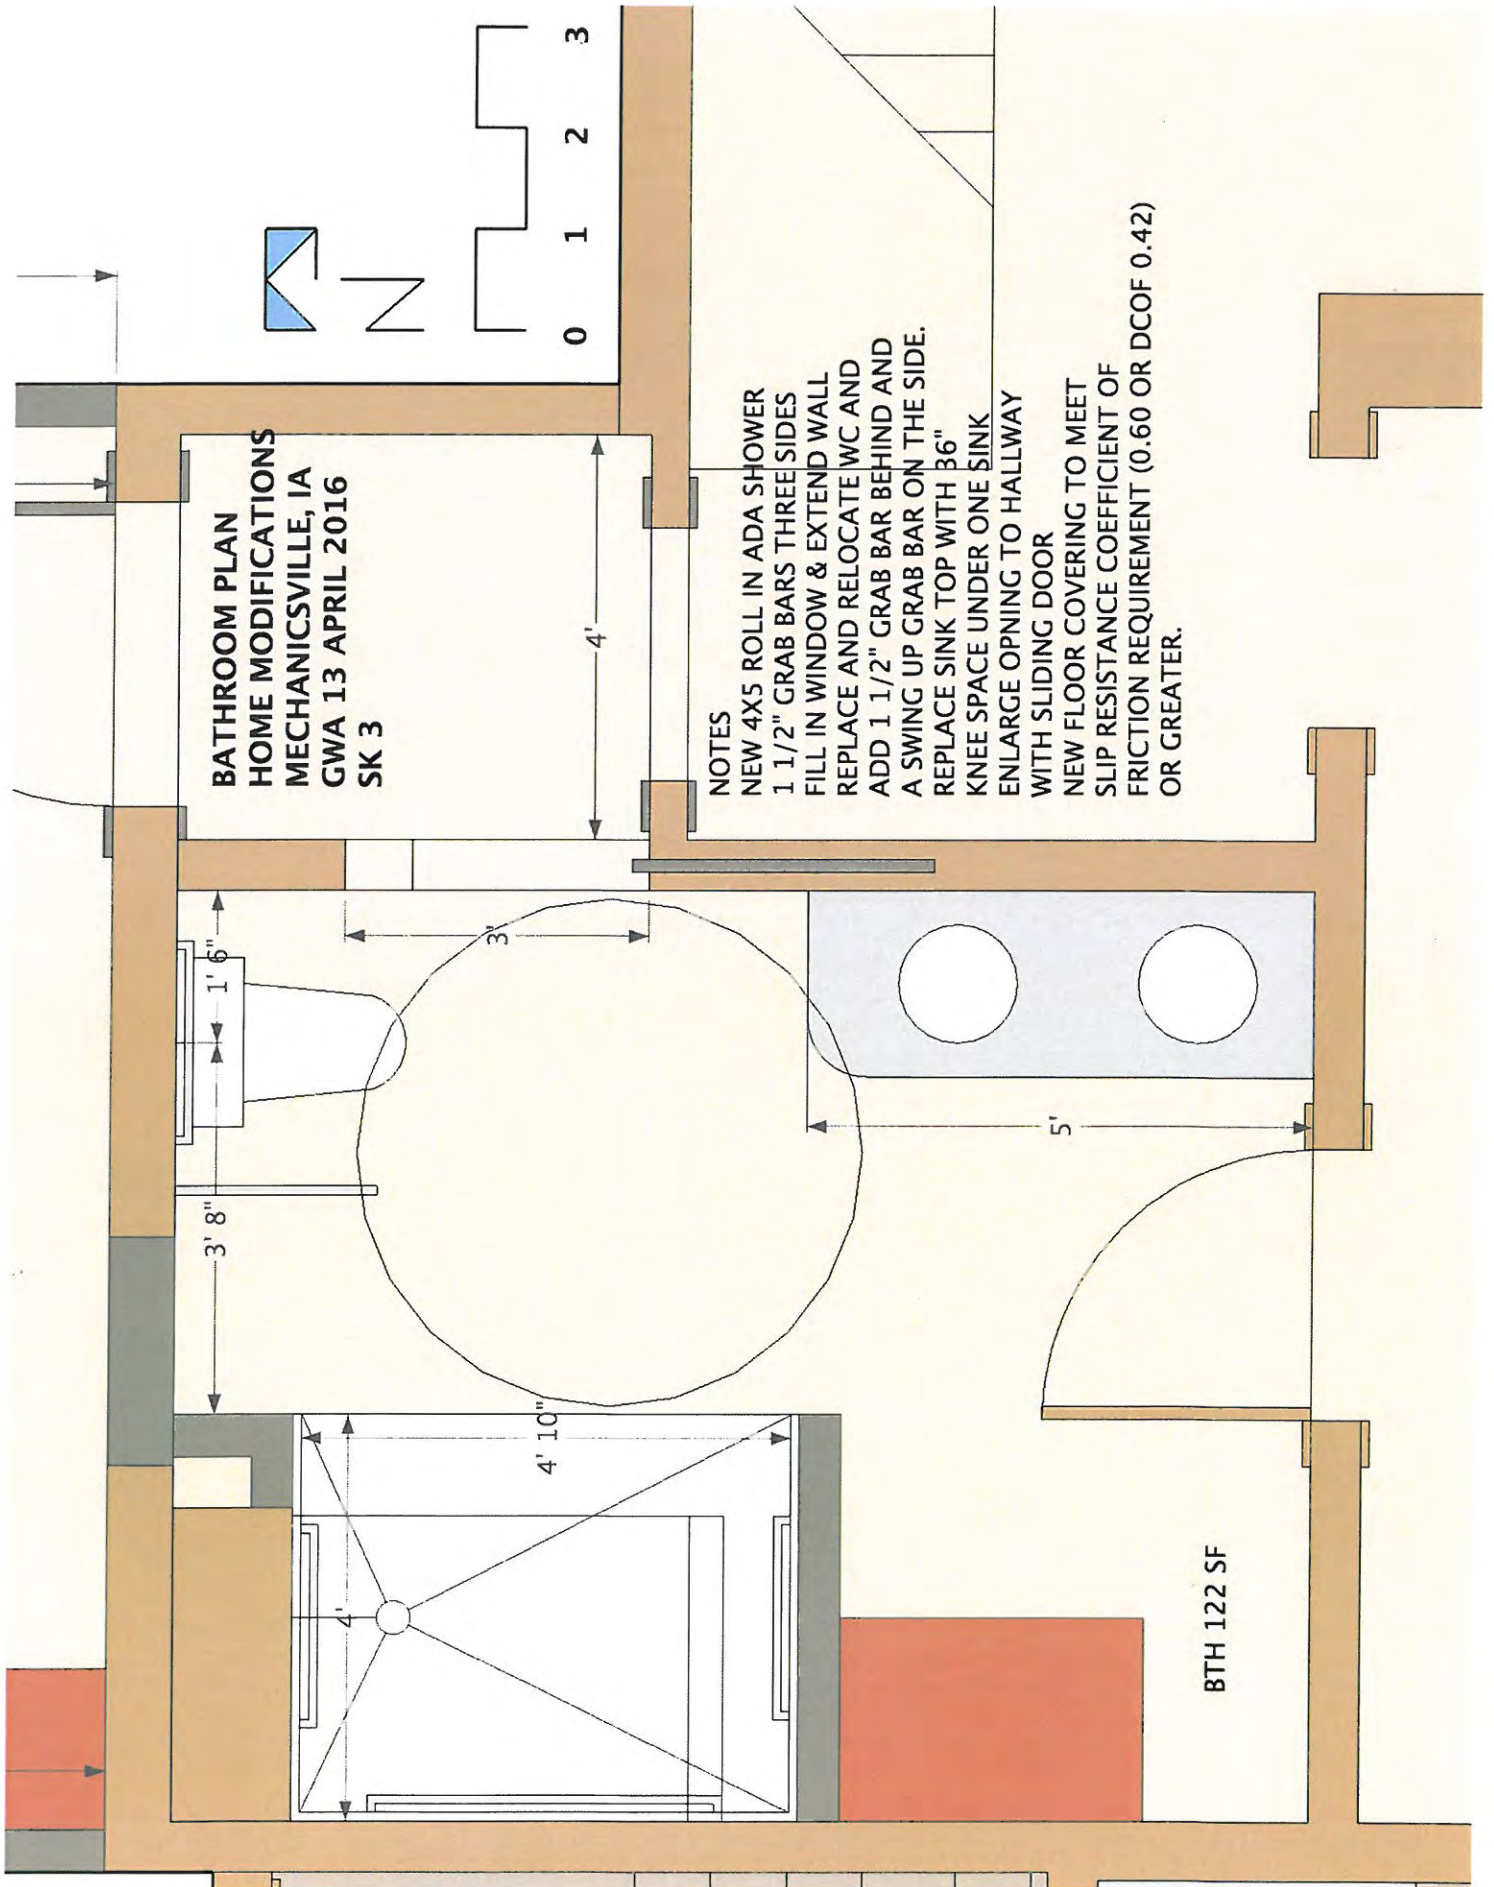 BATHROOM PLAN
HOME MODIFICATIONS
MECHANICSVILLE, IA
GWA 13 APRIL 2016
SK 3
N
0 1 2 3
NOTES
NEW 4X5 ROLL IN ADA SHOWER
1 1/2" GRAB BARS THREE SIDES
FILL IN WINDOW & EXTEND WALL
REPLACE AND RELOCATE WC AND
ADD 1 1/2" GRAB BAR BEHIND AND
A SWING UP GRAB BAR ON THE SIDE.
REPLACE SINK TOP WITH 36"
KNEE SPACE UNDER ONE SINK
ENLARGE OPNING TO HALLWAY
WITH SLIDING DOOR
NEW FLOOR COVERING TO MEET
SLIP RESISTANCE COEFFICIENT OF
FRICTION REQUIREMENT (0.60 OR DCOF 0.42)
OR GREATER.
4'
1' 6"
3'
3' 8"
5'
4' 10"
4'
BTH 122 SF